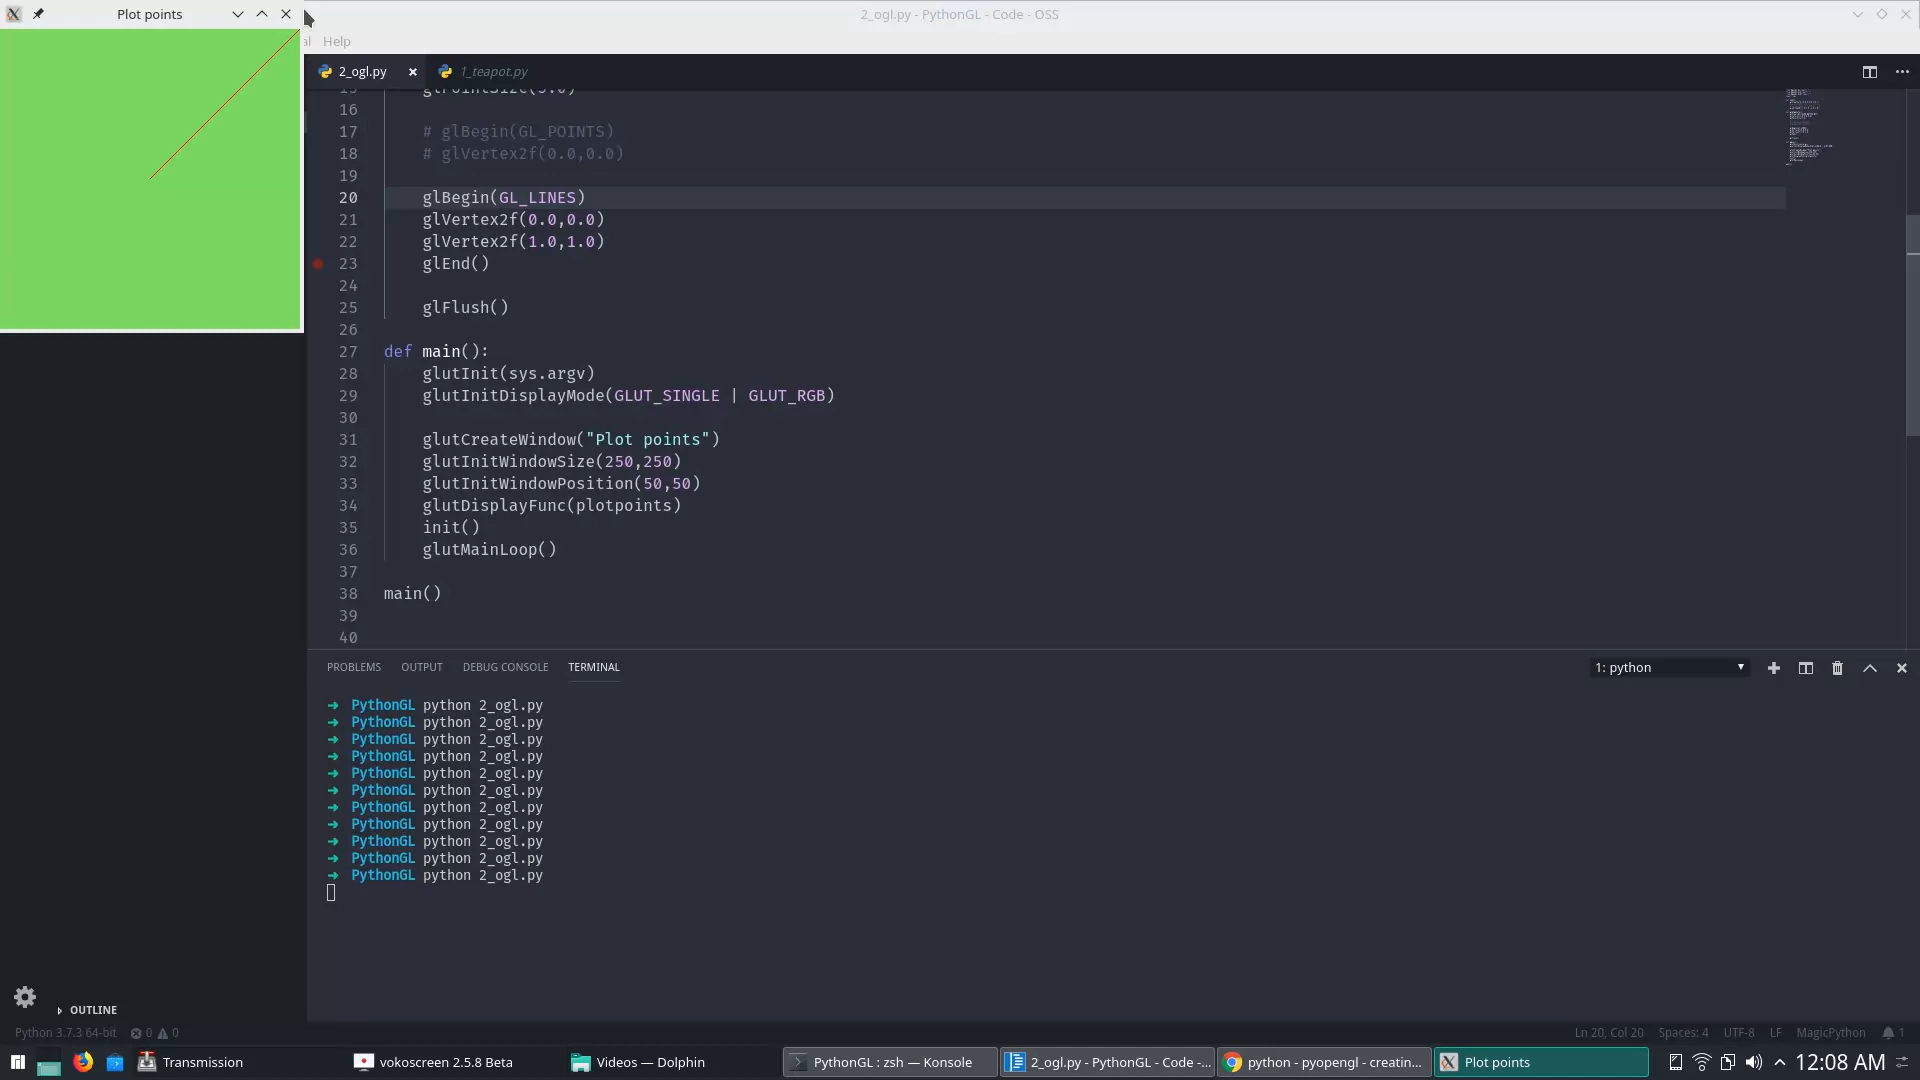 Plot points
2_ogl.py - PythonGL - Code - OSS
al Help
2_ogl.py
1_teapot.py
15 glPointSize(5.0)
16
17 # glBegin(GL_POINTS)
18 # glVertex2f(0.0,0.0)
19
20 glBegin(GL_LINES)
21 glVertex2f(0.0,0.0)
22 glVertex2f(1.0,1.0)
23 glEnd()
24
25 glFlush()
26
27 def main():
28 glutInit(sys.argv)
29 glutInitDisplayMode(GLUT_SINGLE | GLUT_RGB)
30
31 glutCreateWindow("Plot points")
32 glutInitWindowSize(250,250)
33 glutInitWindowPosition(50,50)
34 glutDisplayFunc(plotpoints)
35 init()
36 glutMainLoop()
37
38 main()
39
40
PROBLEMS OUTPUT DEBUG CONSOLE TERMINAL 1: python
➜ PythonGL python 2_ogl.py
➜ PythonGL python 2_ogl.py
➜ PythonGL python 2_ogl.py
➜ PythonGL python 2_ogl.py
➜ PythonGL python 2_ogl.py
➜ PythonGL python 2_ogl.py
➜ PythonGL python 2_ogl.py
➜ PythonGL python 2_ogl.py
➜ PythonGL python 2_ogl.py
➜ PythonGL python 2_ogl.py
➜ PythonGL python 2_ogl.py
OUTLINE
Python 3.7.3 64-bit 0 0 Ln 20, Col 20 Spaces: 4 UTF-8 LF MagicPython 1
Transmission vokoscreen 2.5.8 Beta Videos — Dolphin PythonGL : zsh — Konsole 2_ogl.py - PythonGL - Code -... python - pyopengl - creatin... Plot points 12:08 AM